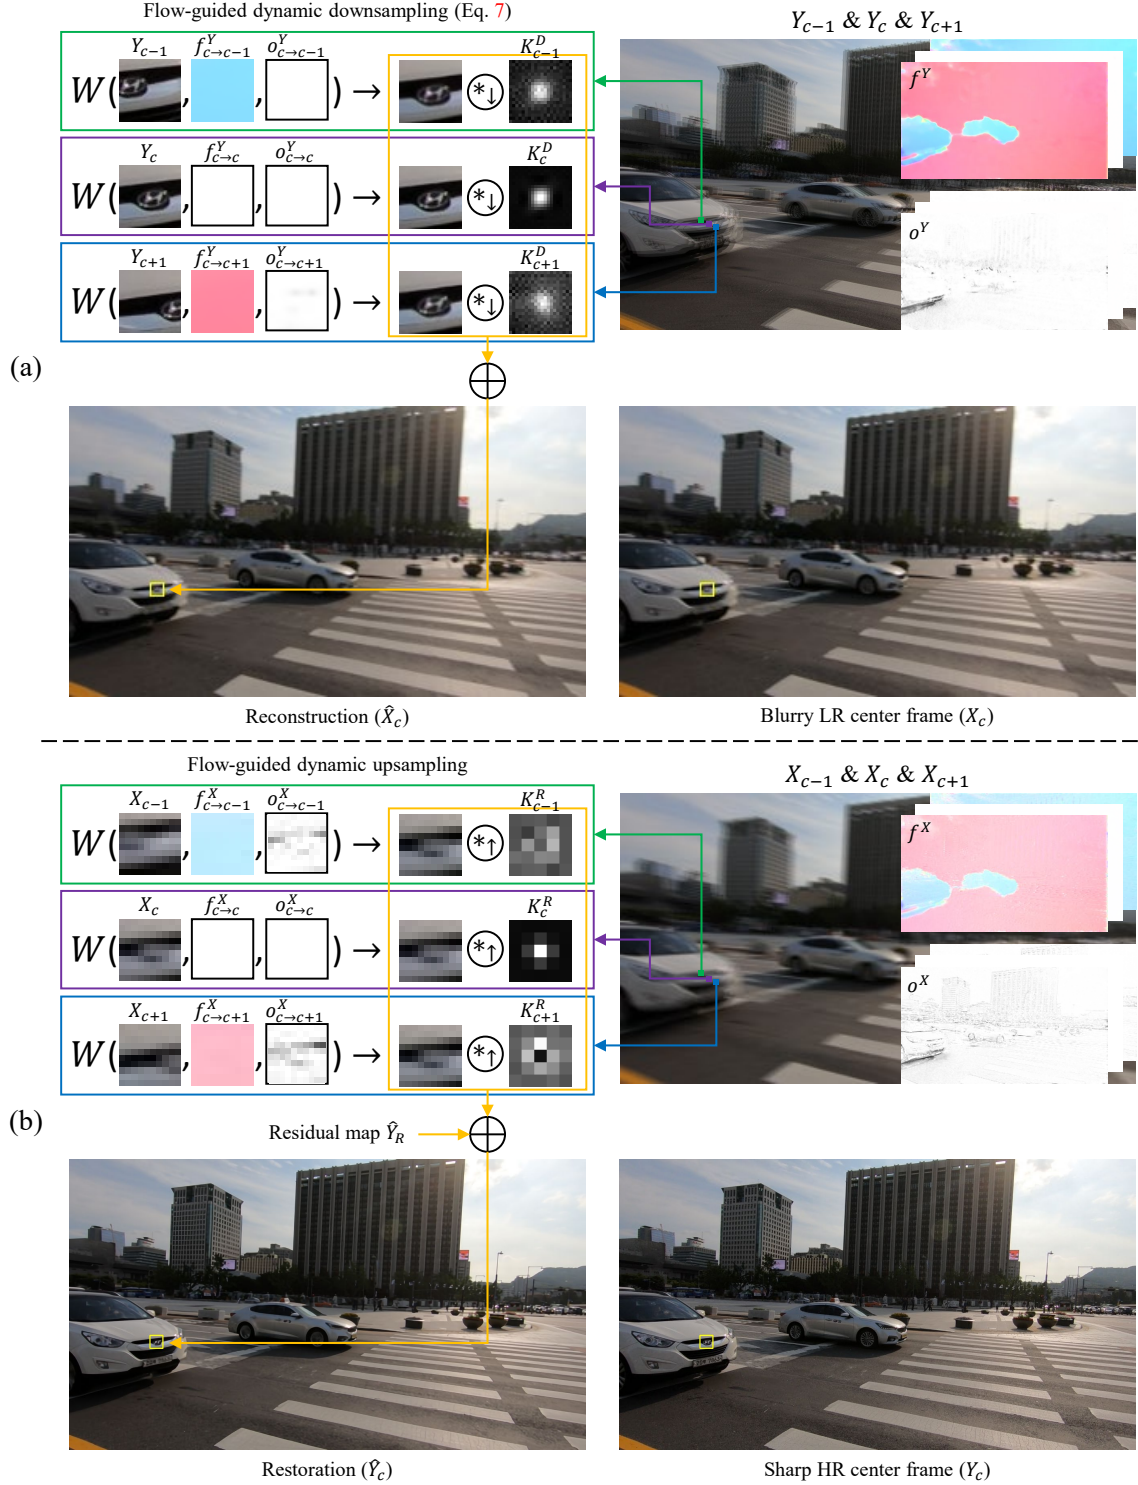 Flow-guided dynamic downsampling (Eq. 7)
Y_{c-1} & Y_c & Y_{c+1}
Y_{c-1} f^Y_{c→c-1} o^Y_{c→c-1} K^D_{c-1}
W( , , ) → *↓
f^Y
Y_c f^Y_{c→c} o^Y_{c→c} K^D_c
W( , , ) → *↓
o^Y
Y_{c+1} f^Y_{c→c+1} o^Y_{c→c+1} K^D_{c+1}
W( , , ) → *↓
(a)
Reconstruction (X̂_c)
Blurry LR center frame (X_c)
Flow-guided dynamic upsampling
X_{c-1} & X_c & X_{c+1}
X_{c-1} f^X_{c→c-1} o^X_{c→c-1} K^R_{c-1}
W( , , ) → *↑
f^X
X_c f^X_{c→c} o^X_{c→c} K^R_c
W( , , ) → *↑
o^X
X_{c+1} f^X_{c→c+1} o^X_{c→c+1} K^R_{c+1}
W( , , ) → *↑
(b)
Residual map Ŷ_R
Restoration (Ŷ_c)
Sharp HR center frame (Y_c)